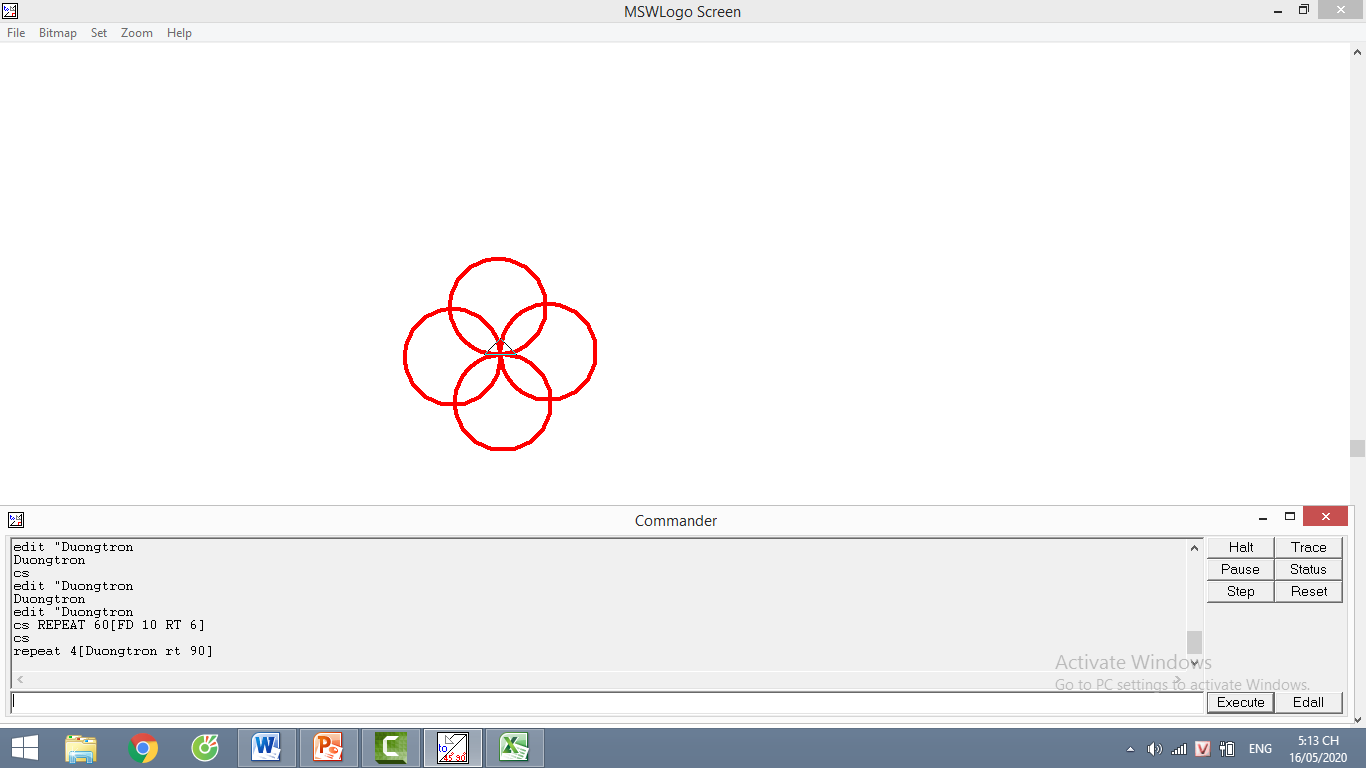 MSWLogo Screen
File Bitmap Set Zoom Help
Commander
edit "Duongtron
Duongtron
cs
edit "Duongtron
Duongtron
edit "Duongtron
cs REPEAT 60[FD 10 RT 6]
cs
repeat 4[Duongtron rt 90]
Halt Trace
Pause Status
Step Reset
Activate Windows
Go to PC settings to activate Windows.
Execute Edall
ENG
5:13 CH
16/05/2020